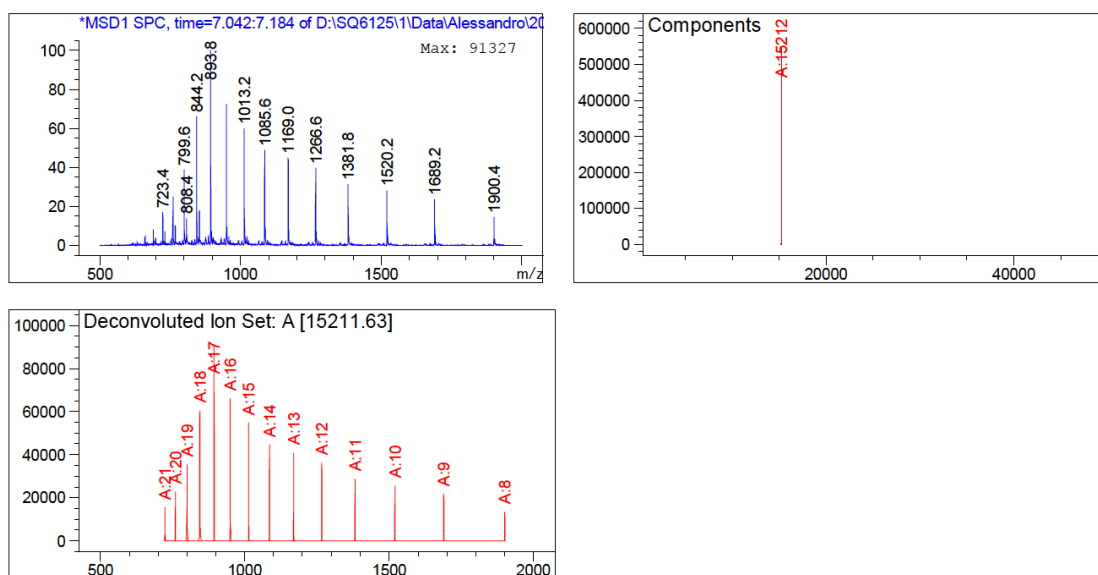 *MSD1 SPC, time=7.042:7.184 of D:\SQ6125\1\Data\Alessandro\20
Max: 91327
100
80
60
40
20
0
723.4
799.6
808.4
844.2
893.8
1013.2
1085.6
1169.0
1266.6
1381.8
1520.2
1689.2
1900.4
500
1000
1500
m/z
Components
600000
500000
400000
300000
200000
100000
0
A:15212
20000
40000
Deconvoluted Ion Set: A [15211.63]
100000
80000
60000
40000
20000
0
A:21
A:20
A:19
A:18
A:17
A:16
A:15
A:14
A:13
A:12
A:11
A:10
A:9
A:8
500
1000
1500
2000